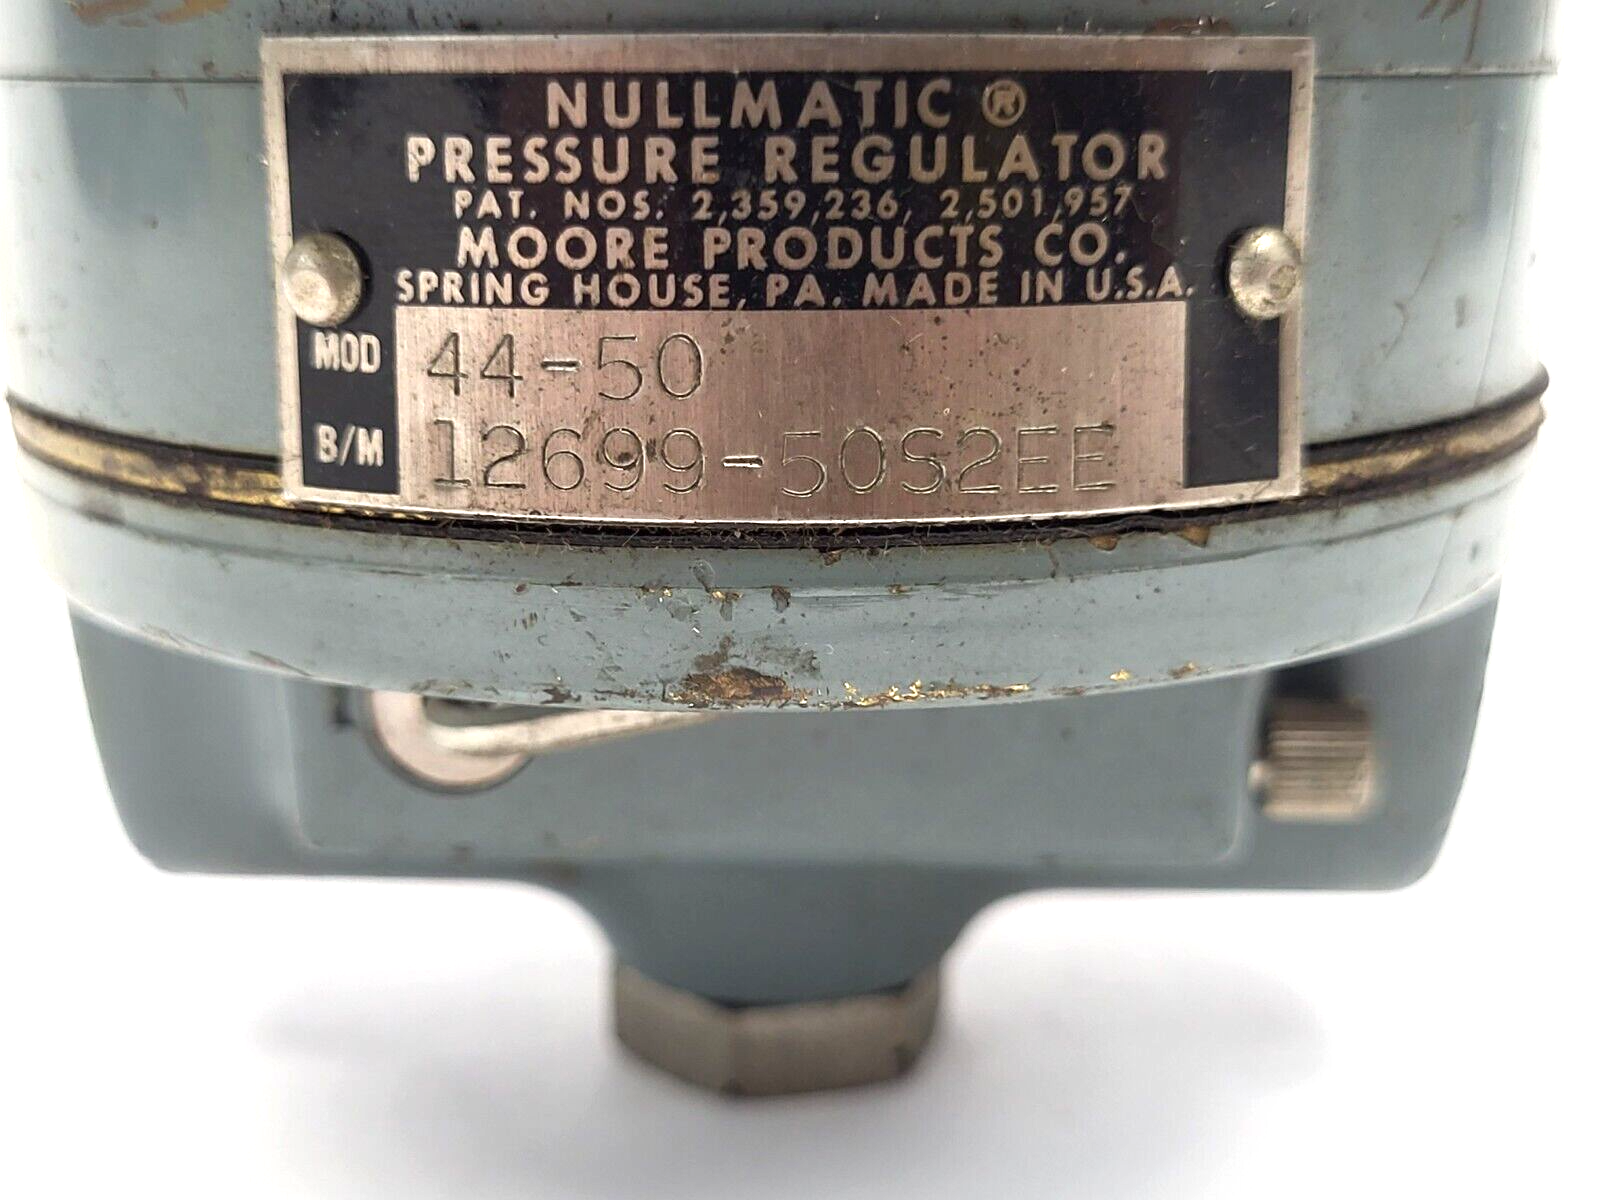 NULLMATIC ®
PRESSURE REGULATOR
PAT. NOS. 2,359,236, 2,501,957
MOORE PRODUCTS CO.
SPRING HOUSE, PA. MADE IN U.S.A.
MOD 44-50
B/M 12699-50S2EE